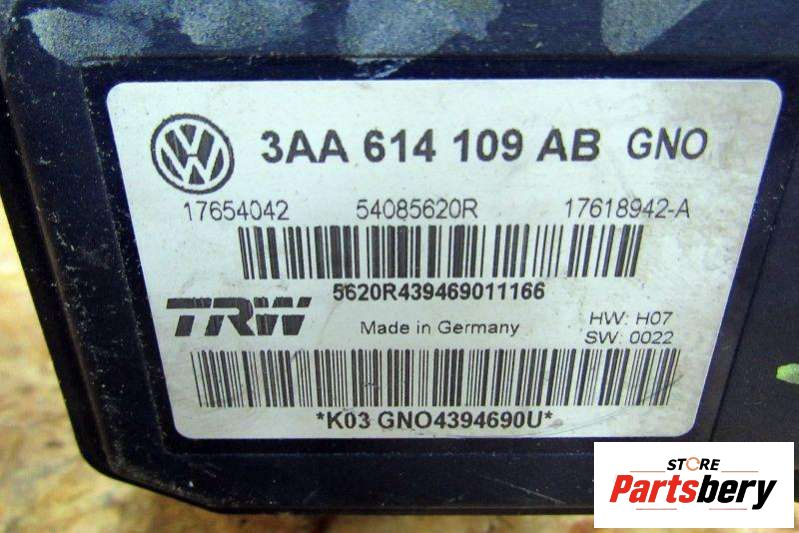 3AA 614 109 AB GNO
17654042 54085620R 17618942-A
5620R439469011166
TRW Made in Germany HW: H07
SW: 0022
*K03 GNO4394690U*
STORE
Partsbery